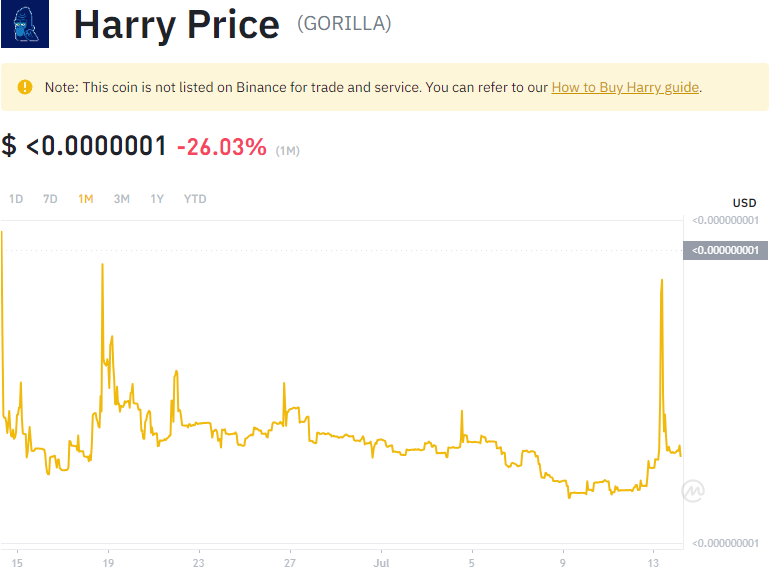 Harry Price (GORILLA)
Note: This coin is not listed on Binance for trade and service. You can refer to our How to Buy Harry guide.
$ <0.0000001 -26.03% (1M)
1D 7D 1M 3M 1Y YTD
USD
<0.000000001
<0.000000001
<0.000000001
15 19 23 27 Jul 5 9 13